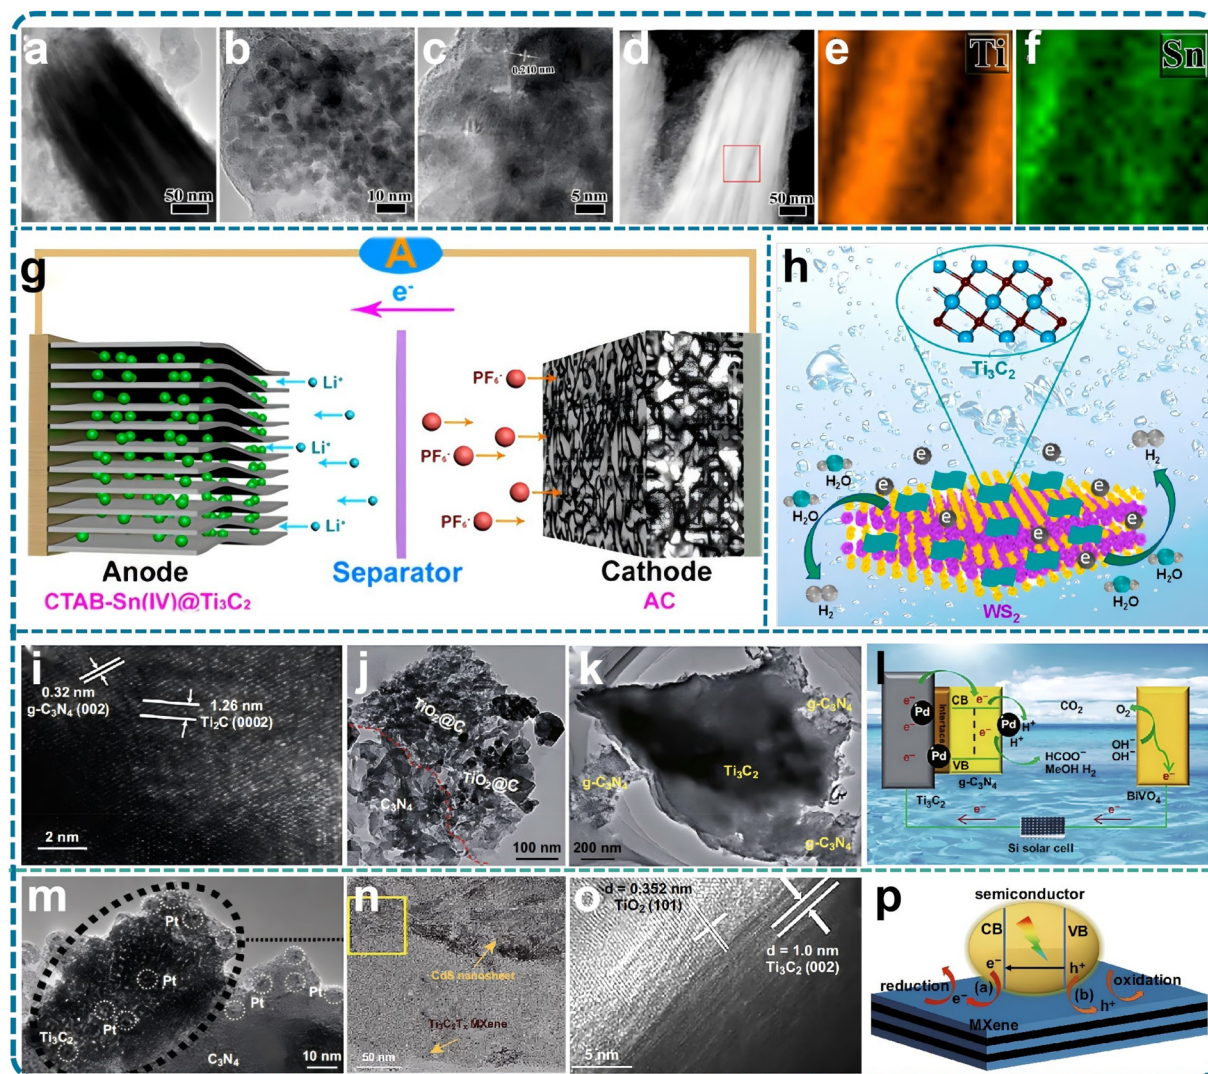 a
50 nm
b
10 nm
c
0.210 nm
5 nm
d
50 nm
e
Ti
f
Sn
g
A
e⁻
Li⁺
Li⁺
Li⁺
PF₆⁻
PF₆⁻
PF₆⁻
Anode
CTAB-Sn(IV)@Ti₃C₂
Separator
Cathode
AC
h
Ti₃C₂
e
e
e
e
e
e
H₂O
H₂O
H₂
H₂
H₂O
H₂O
WS₂
i
0.32 nm
g-C₃N₄ (002)
1.26 nm
Ti₂C (0002)
2 nm
j
TiO₂@C
TiO₂@C
C₃N₄
100 nm
k
g-C₃N₄
Ti₃C₂
g-C₃N₄
g-C₃N₄
200 nm
l
e⁻
Pd
e⁻
e⁻
Pd
Interface
CB
e⁻
e⁻
VB
Pd
H⁺
H⁺
CO₂
HCOO⁻
MeOH H₂
O₂
OH⁻
OH⁻
e⁻
g-C₃N₄
Ti₃C₂
BiVO₄
e⁻
e⁻
Si solar cell
m
Pt
Pt
Pt
Pt
Pt
Ti₃C₂
C₃N₄
10 nm
n
CdS nanosheet
Ti₃C₂Tₓ MXene
50 nm
o
d = 0.352 nm
TiO₂ (101)
d = 1.0 nm
Ti₃C₂ (002)
5 nm
p
semiconductor
CB
VB
e⁻
h⁺
reduction
e⁻
(a)
(b)
h⁺
oxidation
MXene